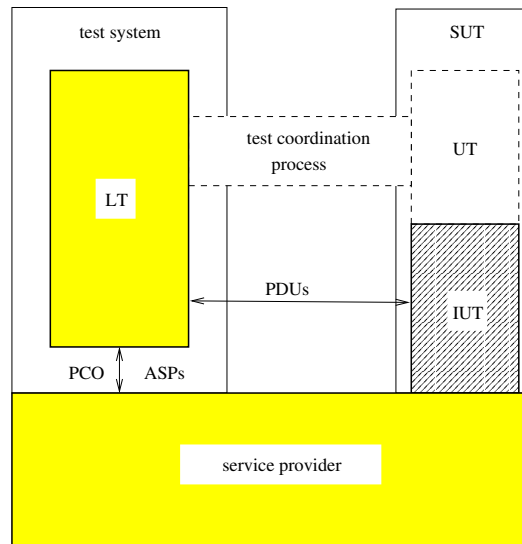 test system
SUT
test coordination
process
UT
LT
PDUs
IUT
PCO
ASPs
service provider